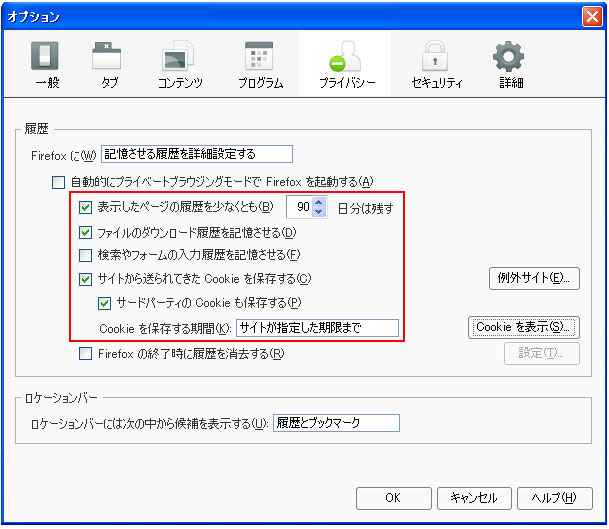 オプション
一般 タブ コンテンツ プログラム プライバシー セキュリティ 詳細
履歴
Firefox に(W) 記憶させる履歴を詳細設定する
自動的にプライベートブラウジングモードで Firefox を起動する(A)
表示したページの履歴を少なくとも(B) 90 日分は残す
ファイルのダウンロード履歴を記憶させる(D)
検索やフォームの入力履歴を記憶させる(F)
サイトから送られてきた Cookie を保存する(C) 例外サイト(E)...
サードパーティの Cookie も保存する(P)
Cookie を保存する期間(K): サイトが指定した期限まで Cookie を表示(S)...
Firefox の終了時に履歴を消去する(R) 設定(T)...
ロケーションバー
ロケーションバーには次の中から候補を表示する(U): 履歴とブックマーク
OK キャンセル ヘルプ(H)